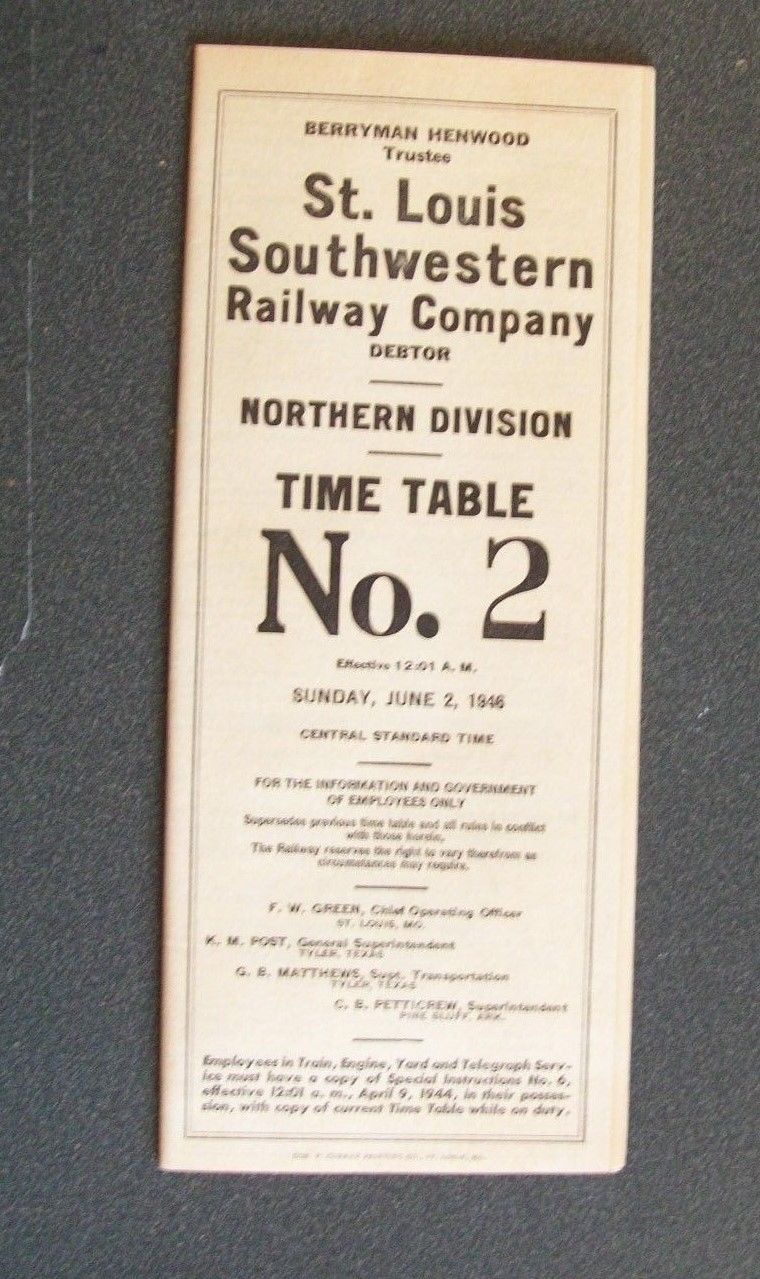 BERRYMAN HENWOOD
Trustee
St. Louis
Southwestern
Railway Company
DEBTOR
NORTHERN DIVISION
TIME TABLE
No. 2
Effective 12:01 A. M.
SUNDAY, JUNE 2, 1946
CENTRAL STANDARD TIME
FOR THE INFORMATION AND GOVERNMENT
OF EMPLOYEES ONLY
Supersedes previous time table and all rules in conflict
with those herein.
The Railway reserves the right to vary therefrom as
circumstances may require.
F. W. GREEN, Chief Operating Officer
ST. LOUIS, MO.
K. M. POST, General Superintendent
TYLER, TEXAS
G. B. MATTHEWS, Supt. Transportation
TYLER, TEXAS
C. B. PETTICREW, Superintendent
PINE BLUFF, ARK.
Employees in Train, Engine, Yard and Telegraph Serv-
ice must have a copy of Special Instructions No. 6,
effective 12:01 a. m., April 9, 1944, in their posses-
sion, with copy of current Time Table while on duty.